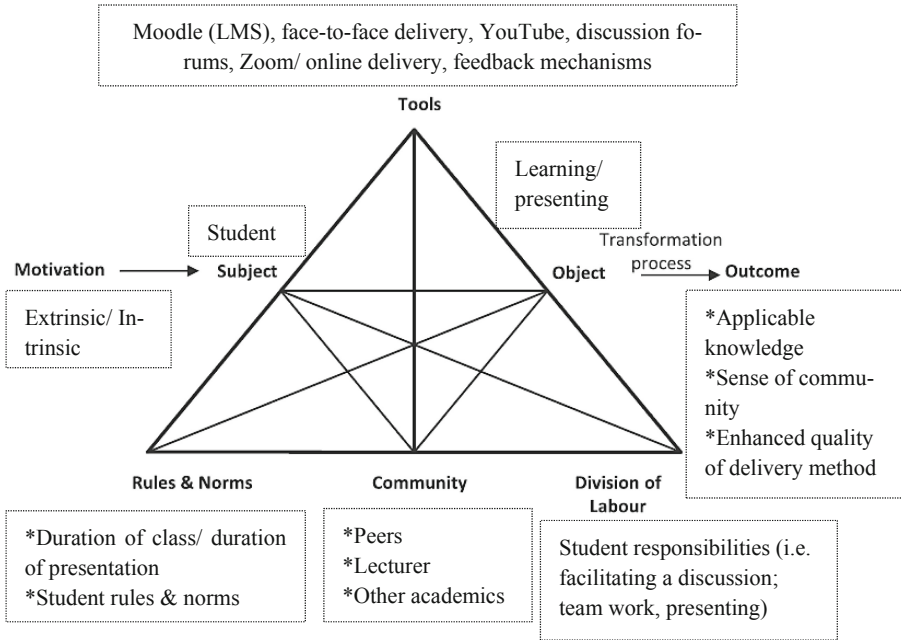 Moodle (LMS), face-to-face delivery, YouTube, discussion fo-
rums, Zoom/ online delivery, feedback mechanisms
Tools
Learning/
presenting
Student
Transformation
process
Motivation
Subject
Object
Outcome
Extrinsic/ In-
trinsic
*Applicable
knowledge
*Sense of commu-
nity
*Enhanced quality
of delivery method
Rules & Norms
Community
Division of
Labour
*Duration of class/ duration
of presentation
*Student rules & norms
*Peers
*Lecturer
*Other academics
Student responsibilities (i.e.
facilitating a discussion;
team work, presenting)